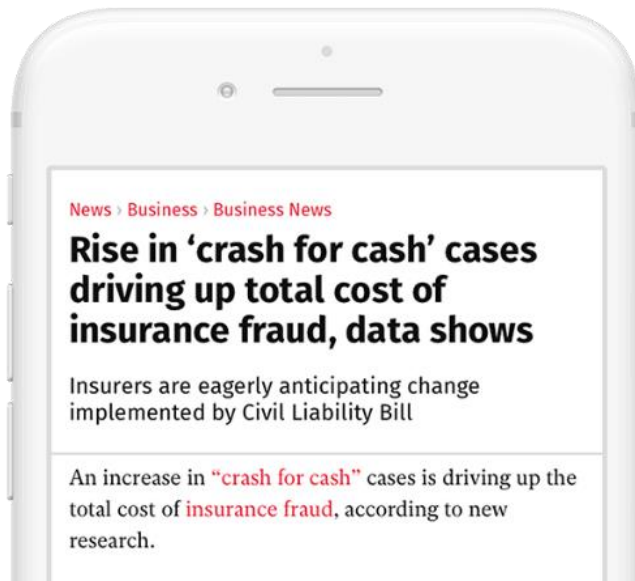 News › Business › Business News
Rise in ‘crash for cash’ cases
driving up total cost of
insurance fraud, data shows
Insurers are eagerly anticipating change
implemented by Civil Liability Bill
An increase in “crash for cash” cases is driving up the
total cost of insurance fraud, according to new
research.